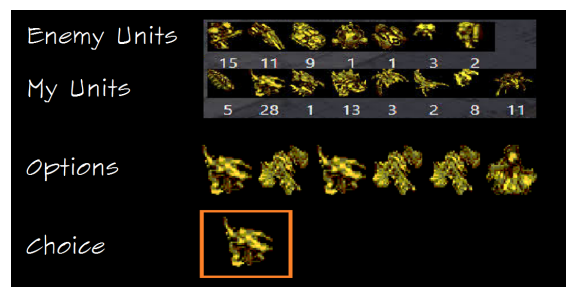 Enemy Units
15 11 9 1 1 3 2
My Units
5 28 1 13 3 2 8 11
Options
Choice